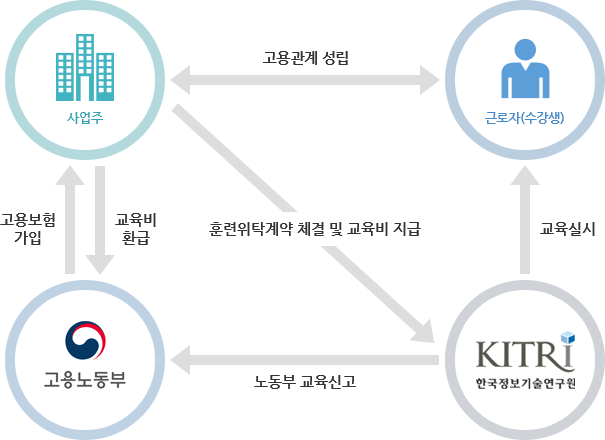 고용관계 성립
사업주
근로자(수강생)
고용보험
가입
교육비
환급
훈련위탁계약 체결 및 교육비 지급
교육실시
고용노동부
KITRI
한국정보기술연구원
노동부 교육신고